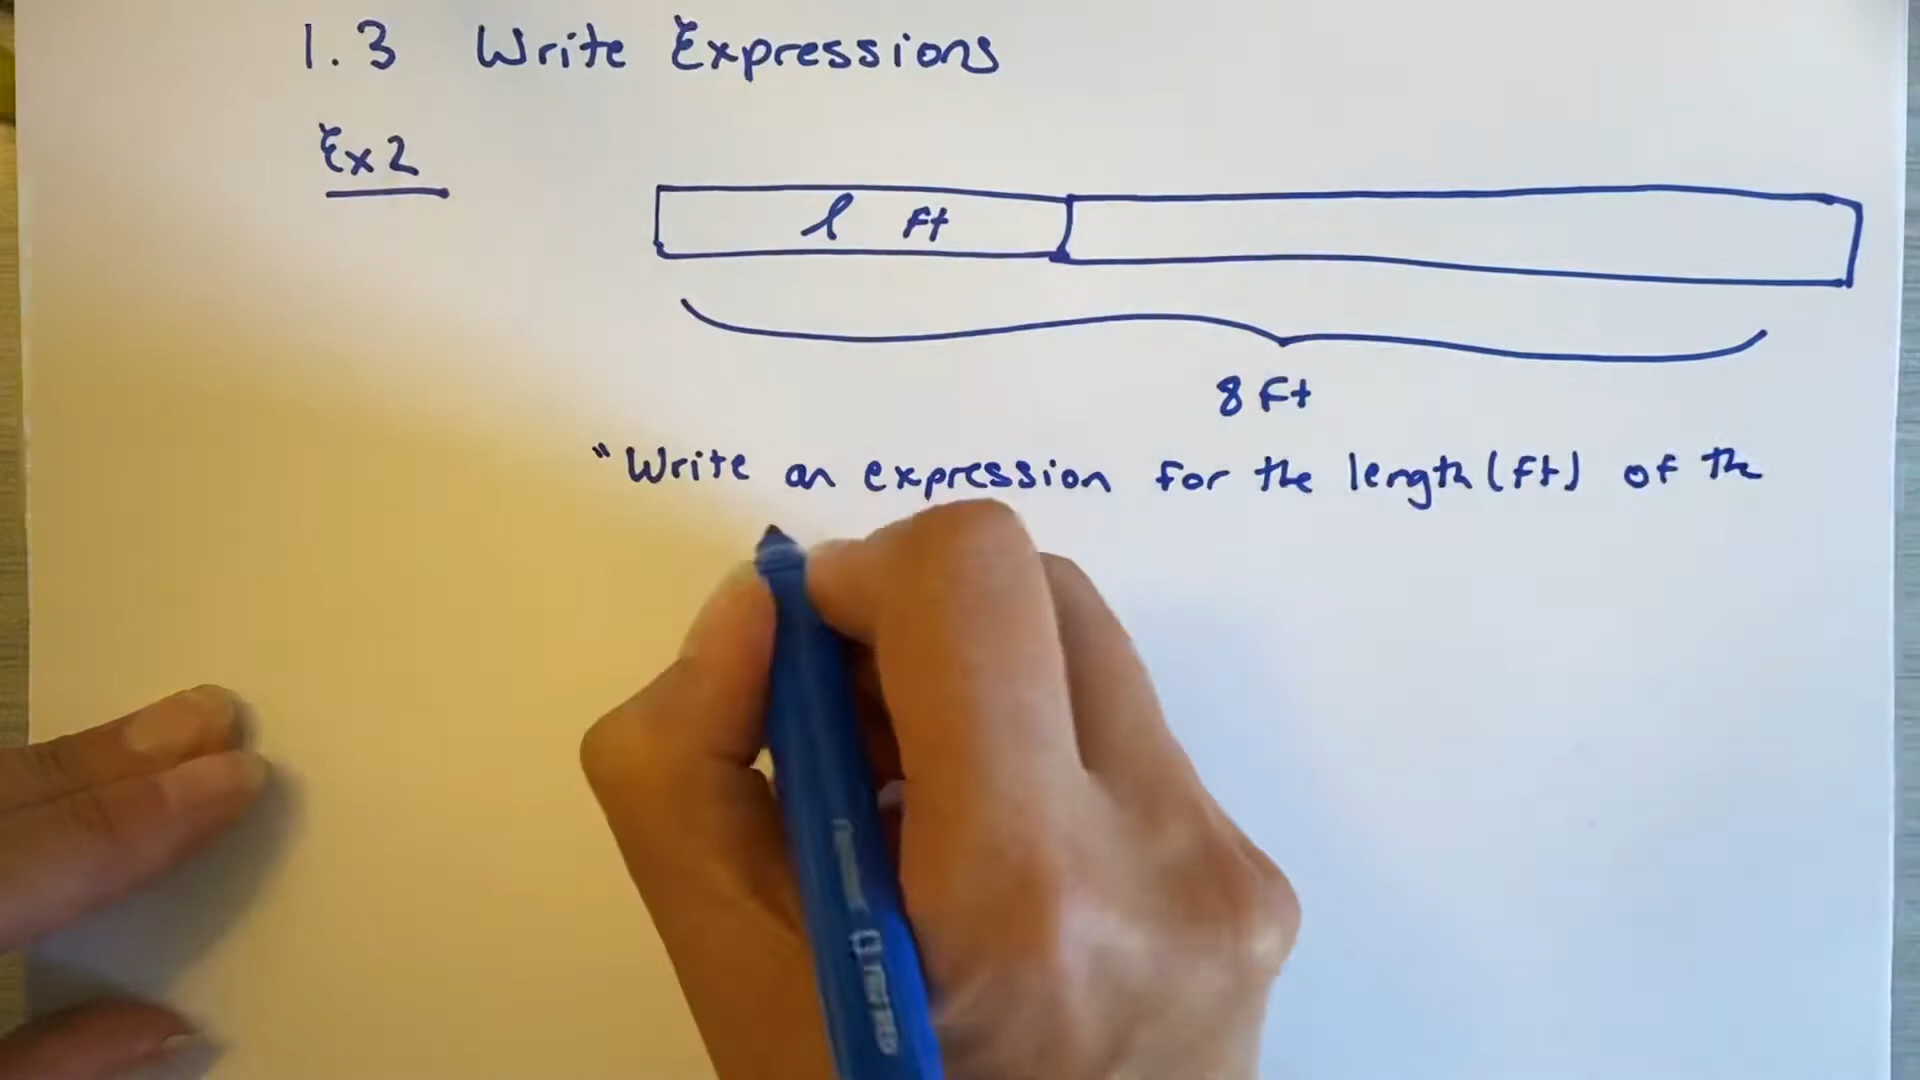 1.3 Write Expressions
Ex 2
l ft
8 ft
"Write an expression for the length (ft) of the